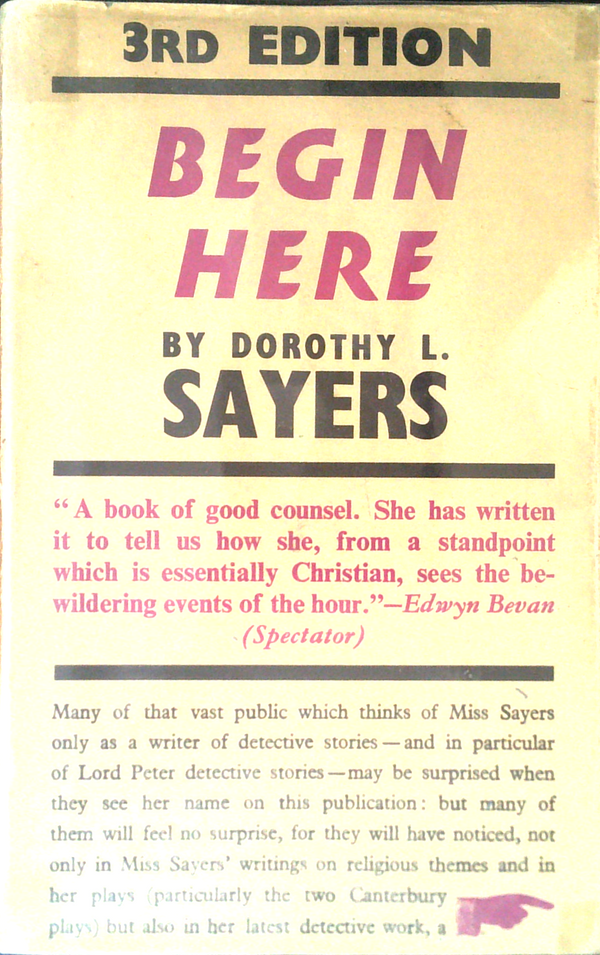 3RD EDITION
BEGIN
HERE
BY DOROTHY L.
SAYERS
“A book of good counsel. She has written
it to tell us how she, from a standpoint
which is essentially Christian, sees the be-
wildering events of the hour.”—Edwyn Bevan
(Spectator)
Many of that vast public which thinks of Miss Sayers
only as a writer of detective stories—and in particular
of Lord Peter detective stories—may be surprised when
they see her name on this publication: but many of
them will feel no surprise, for they will have noticed, not
only in Miss Sayers’ writings on religious themes and in
her plays (particularly the two Canterbury
plays) but also in her latest detective work, a